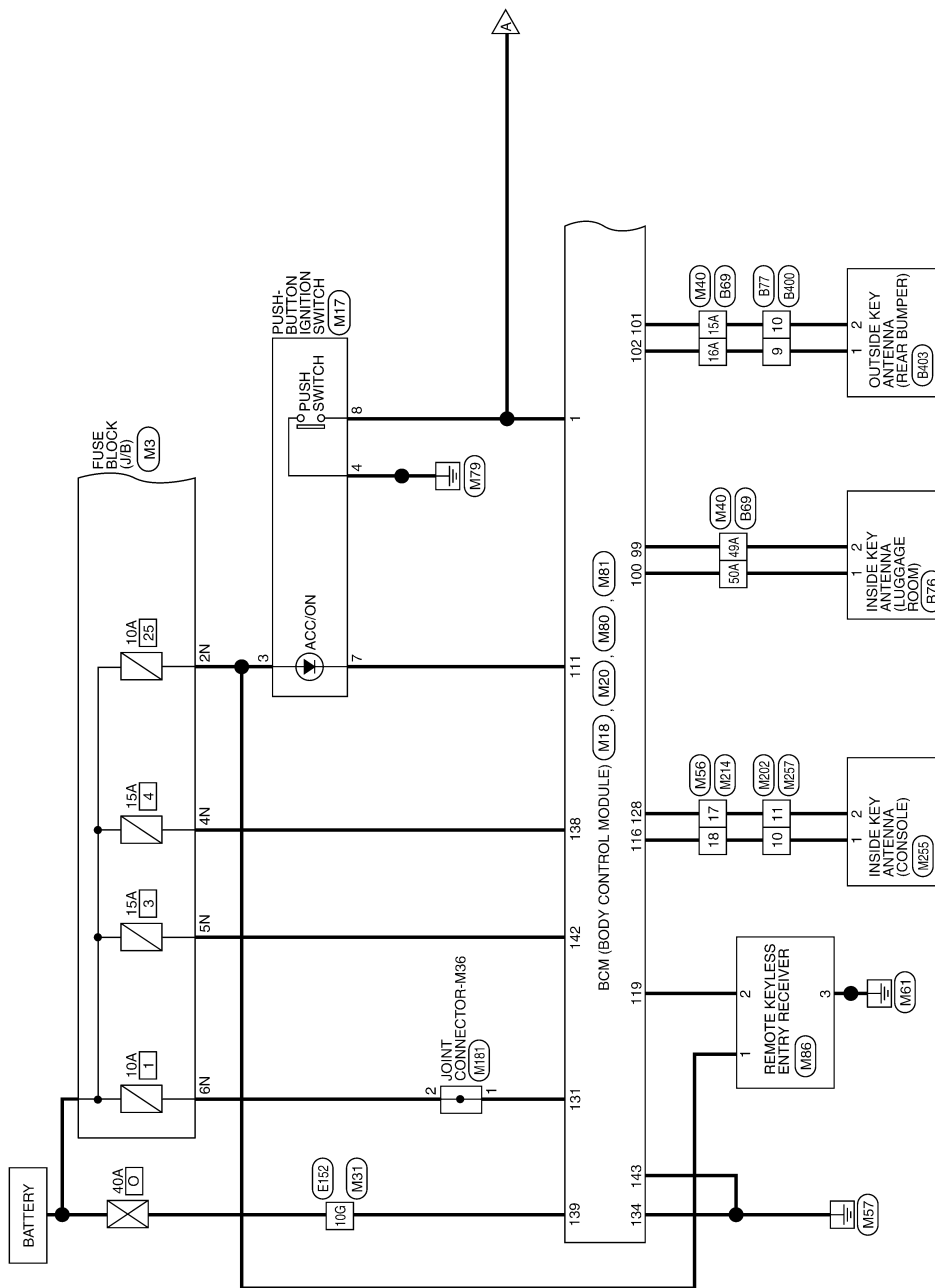 BATTERY
40A
O
E152
10G
M31
139
10A
1
6N
JOINT
CONNECTOR-M36
M181
2
1
131
15A
3
5N
142
15A
4
4N
138
10A
25
2N
FUSE
BLOCK
(J/B)
M3
3
ACC/ON
7
111
PUSH
SWITCH
4
8
PUSH-
BUTTON
IGNITION
SWITCH
M17
M79
1
A
BCM (BODY CONTROL MODULE)
M18
,
M20
,
M80
,
M81
134
143
M57
119
1
2
REMOTE KEYLESS
ENTRY RECEIVER
M86
3
M61
116
128
18
17
M56
M214
10
11
M202
M257
1
2
INSIDE KEY
ANTENNA
(CONSOLE)
M255
100
99
50A
49A
M40
B69
1
2
INSIDE KEY
ANTENNA
(LUGGAGE
ROOM)
B76
102
101
16A
15A
M40
B69
9
10
B77
B400
1
2
OUTSIDE KEY
ANTENNA
(REAR BUMPER)
B403